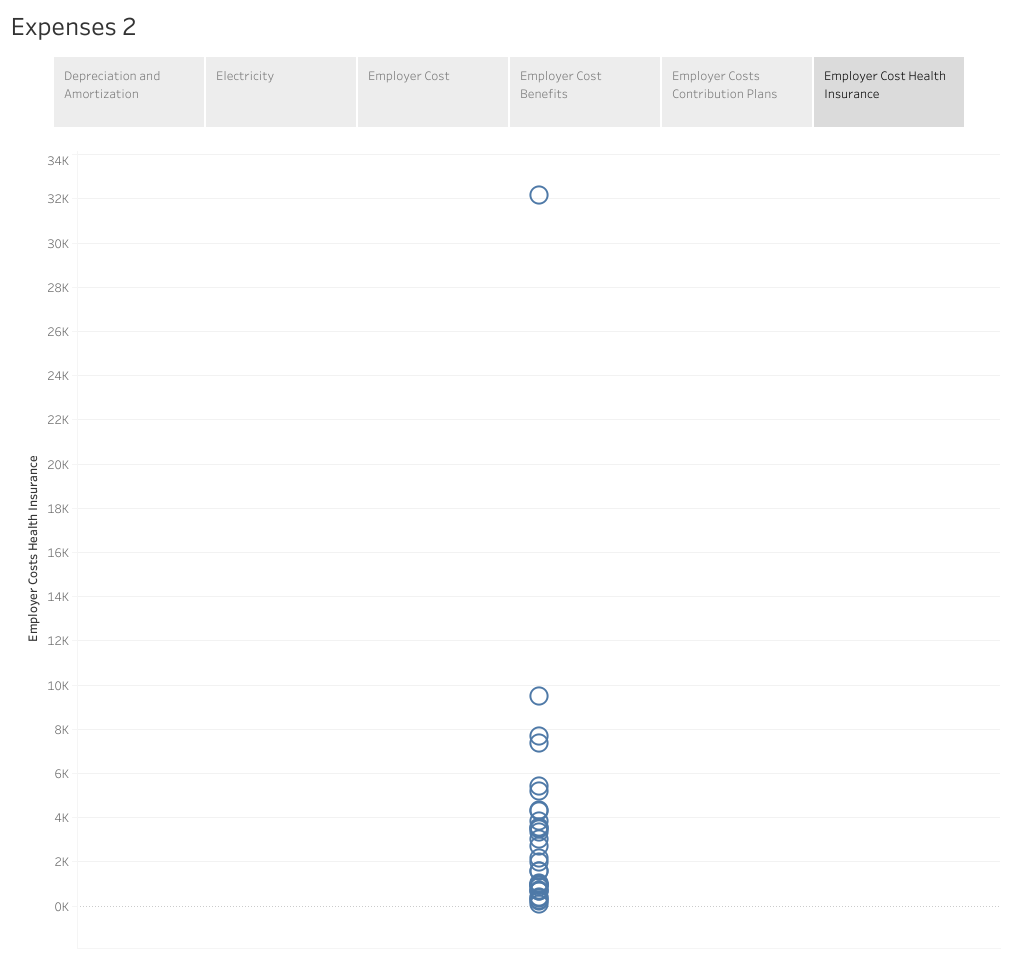 Expenses 2
Depreciation and
Amortization
Electricity
Employer Cost
Employer Cost
Benefits
Employer Costs
Contribution Plans
Employer Cost Health
Insurance
34K
32K
30K
28K
26K
24K
22K
20K
18K
16K
14K
12K
10K
8K
6K
4K
2K
0K
Employer Costs Health Insurance